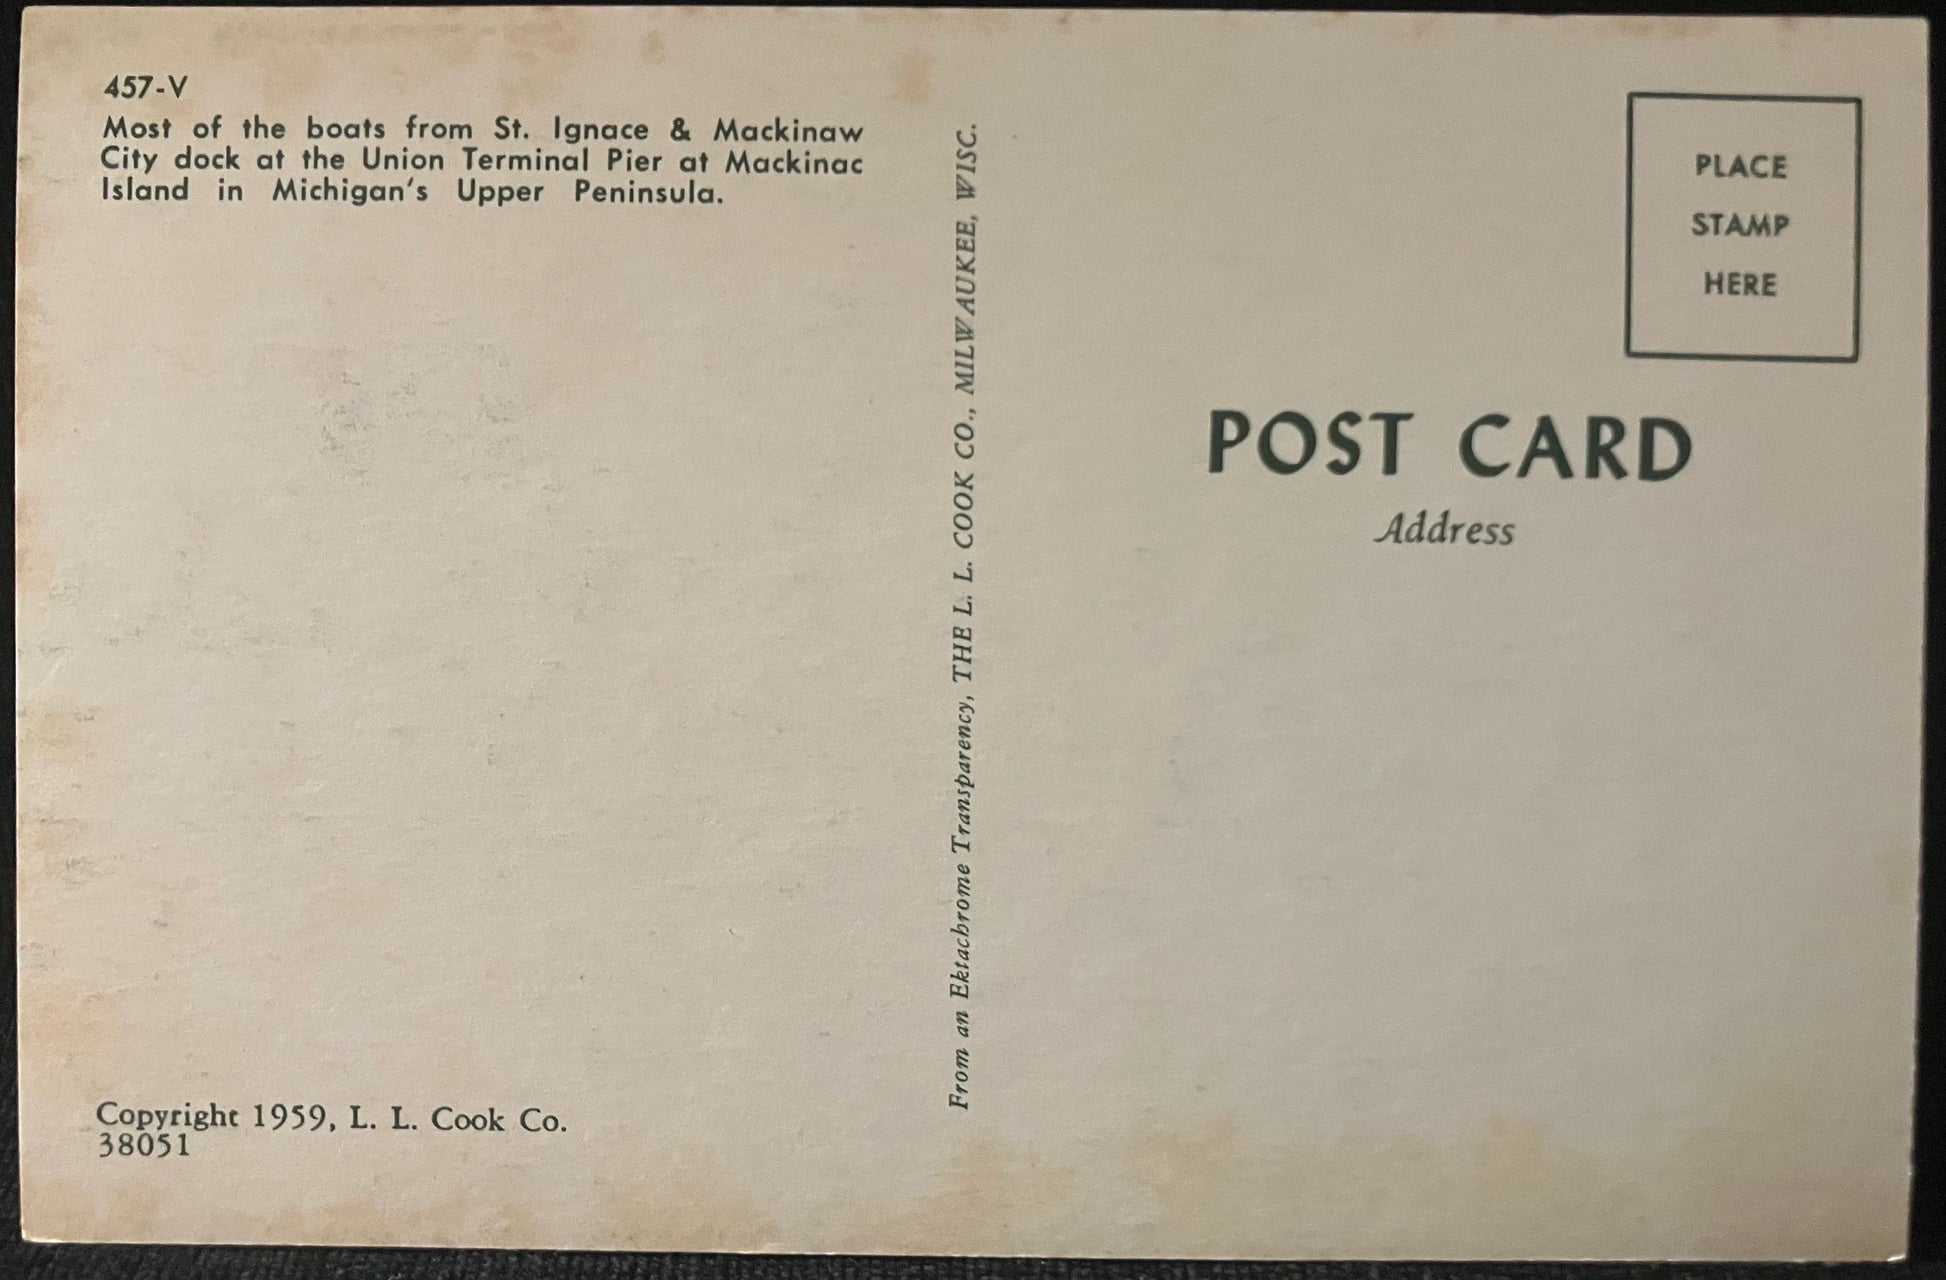 457-V
Most of the boats from St. Ignace & Mackinaw
City dock at the Union Terminal Pier at Mackinac
Island in Michigan's Upper Peninsula.
Copyright 1959, L. L. Cook Co.
38051
From an Ektachrome Transparency, THE L. L. COOK CO., MILWAUKEE, WISC.
PLACE
STAMP
HERE
POST CARD
Address